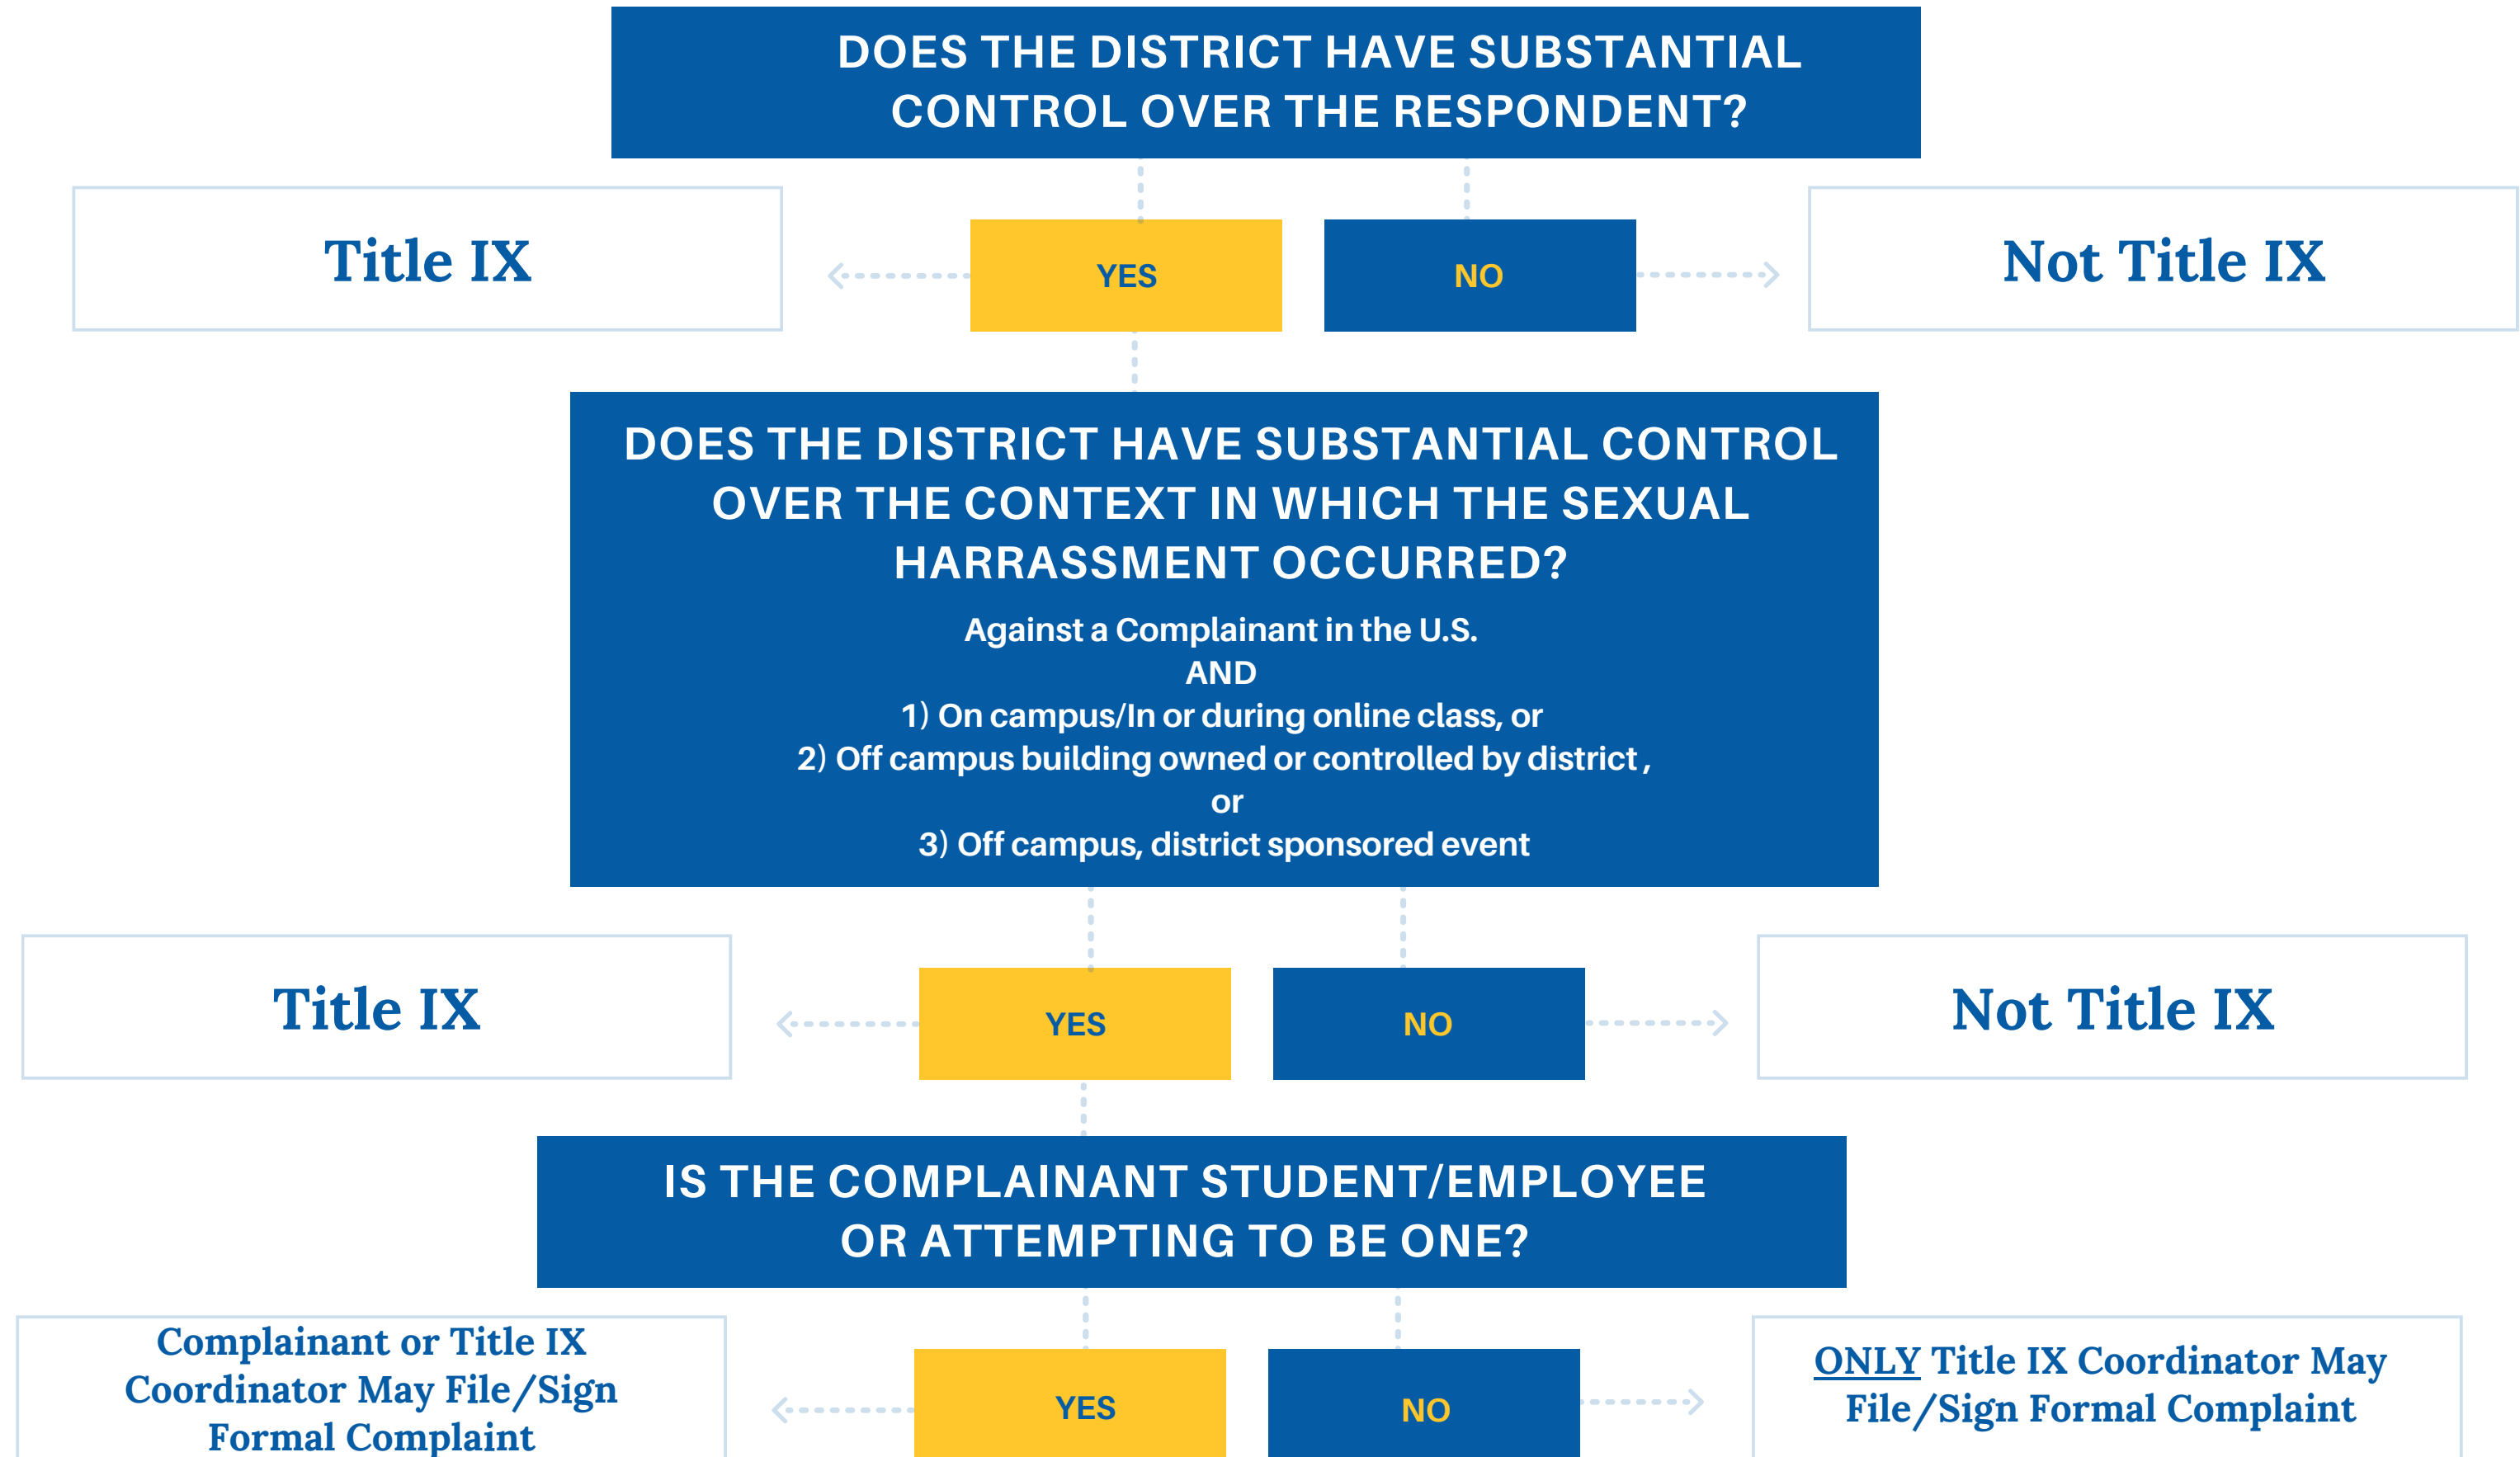 DOES THE DISTRICT HAVE SUBSTANTIAL
CONTROL OVER THE RESPONDENT?
Title IX
YES
NO
Not Title IX
DOES THE DISTRICT HAVE SUBSTANTIAL CONTROL
OVER THE CONTEXT IN WHICH THE SEXUAL
HARRASSMENT OCCURRED?
Against a Complainant in the U.S.
AND
1) On campus/In or during online class, or
2) Off campus building owned or controlled by district ,
or
3) Off campus, district sponsored event
Title IX
YES
NO
Not Title IX
IS THE COMPLAINANT STUDENT/EMPLOYEE
OR ATTEMPTING TO BE ONE?
Complainant or Title IX
Coordinator May File/Sign
Formal Complaint
YES
NO
ONLY Title IX Coordinator May
File/Sign Formal Complaint